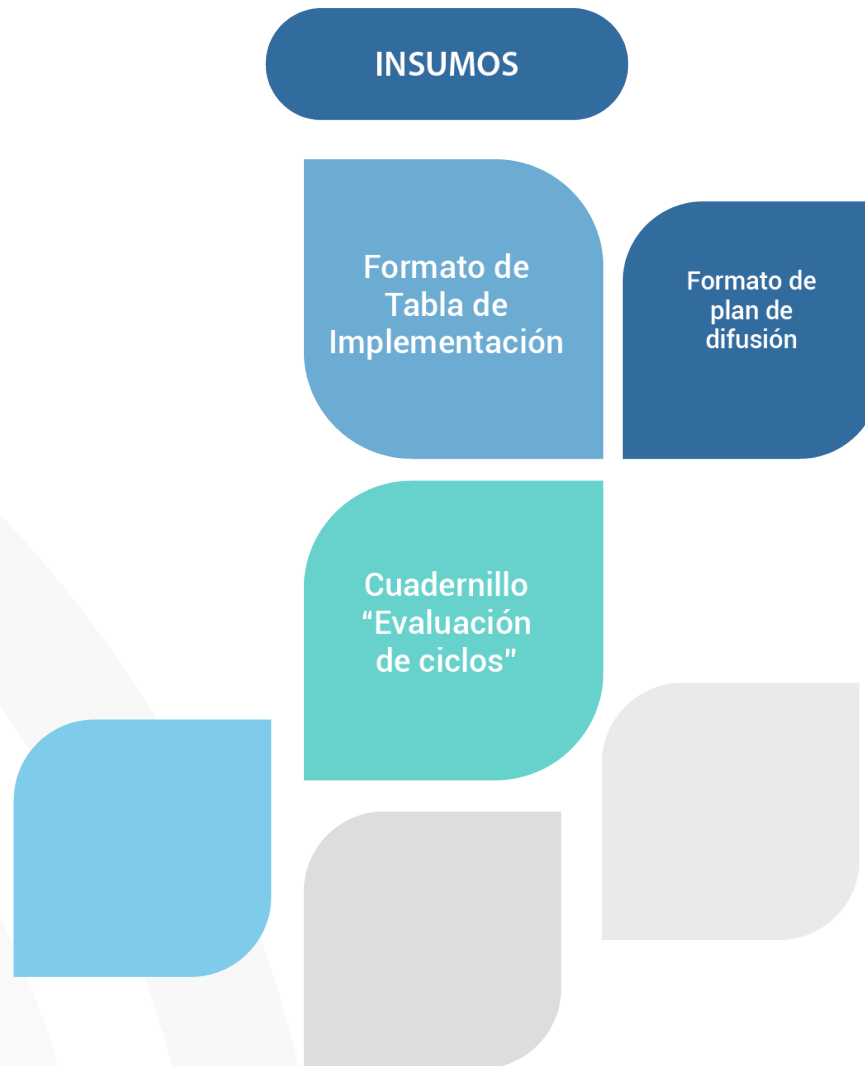 INSUMOS
Formato de
Tabla de
Implementación
Formato de
plan de
difusión
Cuadernillo
“Evaluación
de ciclos”